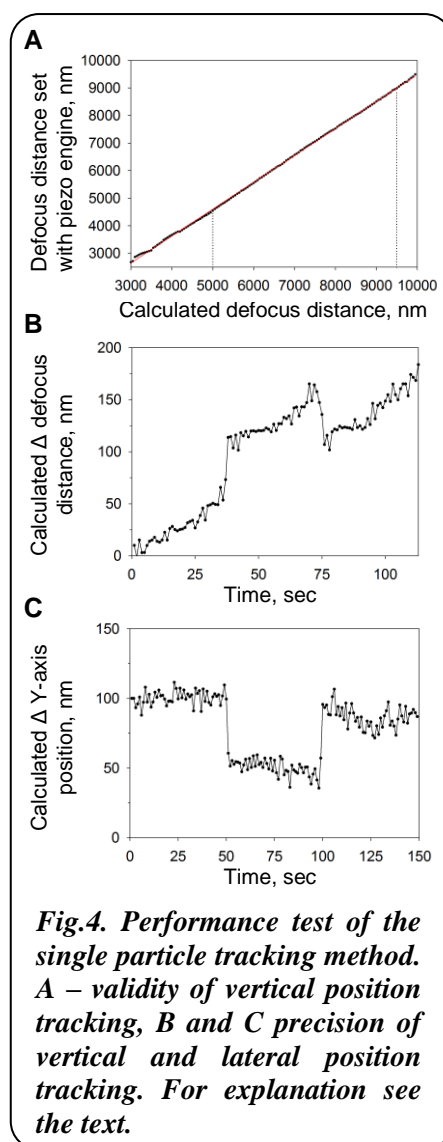 A
Defocus distance set
with piezo engine, nm
10000
9000
8000
7000
6000
5000
4000
3000
3000 4000 5000 6000 7000 8000 9000 10000
Calculated defocus distance, nm
B
Calculated Δ defocus
distance, nm
200
150
100
50
0
0 25 50 75 100
Time, sec
C
Calculated Δ Y-axis
position, nm
150
100
50
0
0 25 50 75 100 125 150
Time, sec
Fig.4. Performance test of the
single particle tracking method.
A – validity of vertical position
tracking, B and C precision of
vertical and lateral position
tracking. For explanation see
the text.